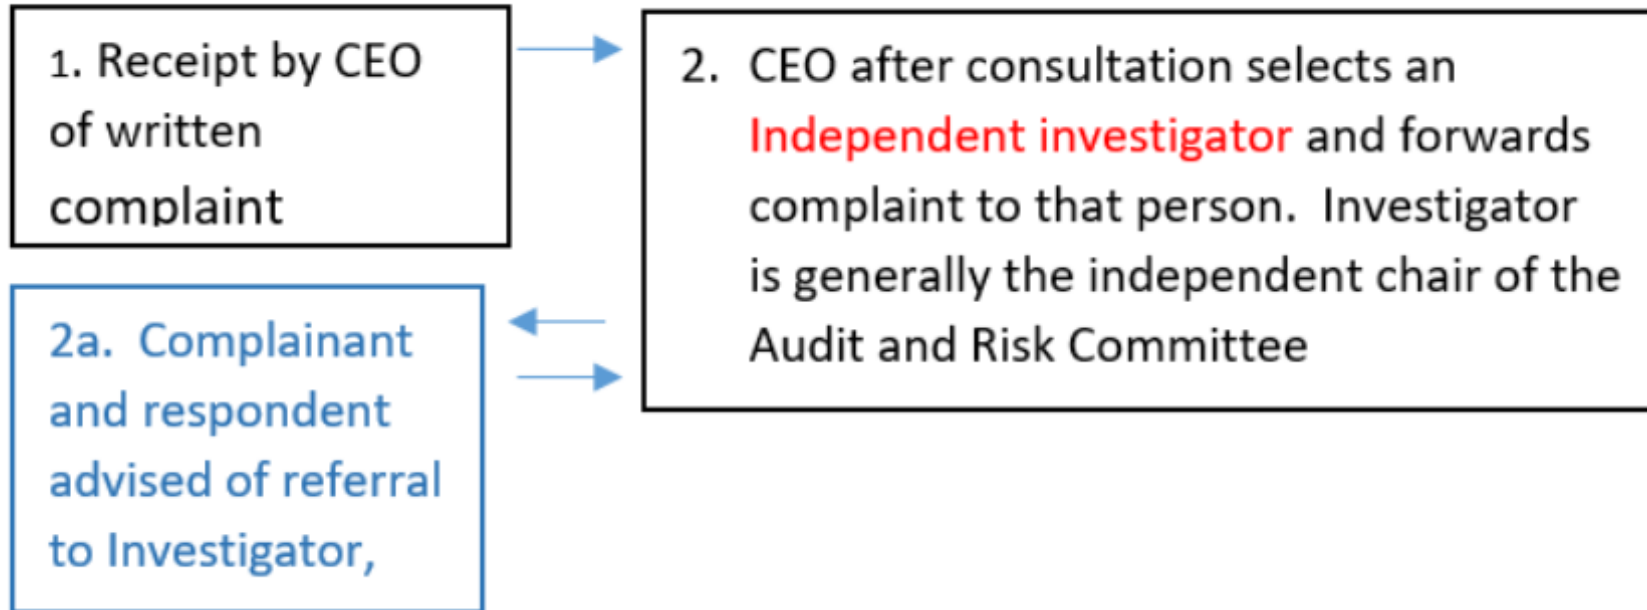 1. Receipt by CEO
of written
complaint
2. CEO after consultation selects an
Independent investigator and forwards
complaint to that person. Investigator
is generally the independent chair of the
Audit and Risk Committee
2a. Complainant
and respondent
advised of referral
to Investigator,